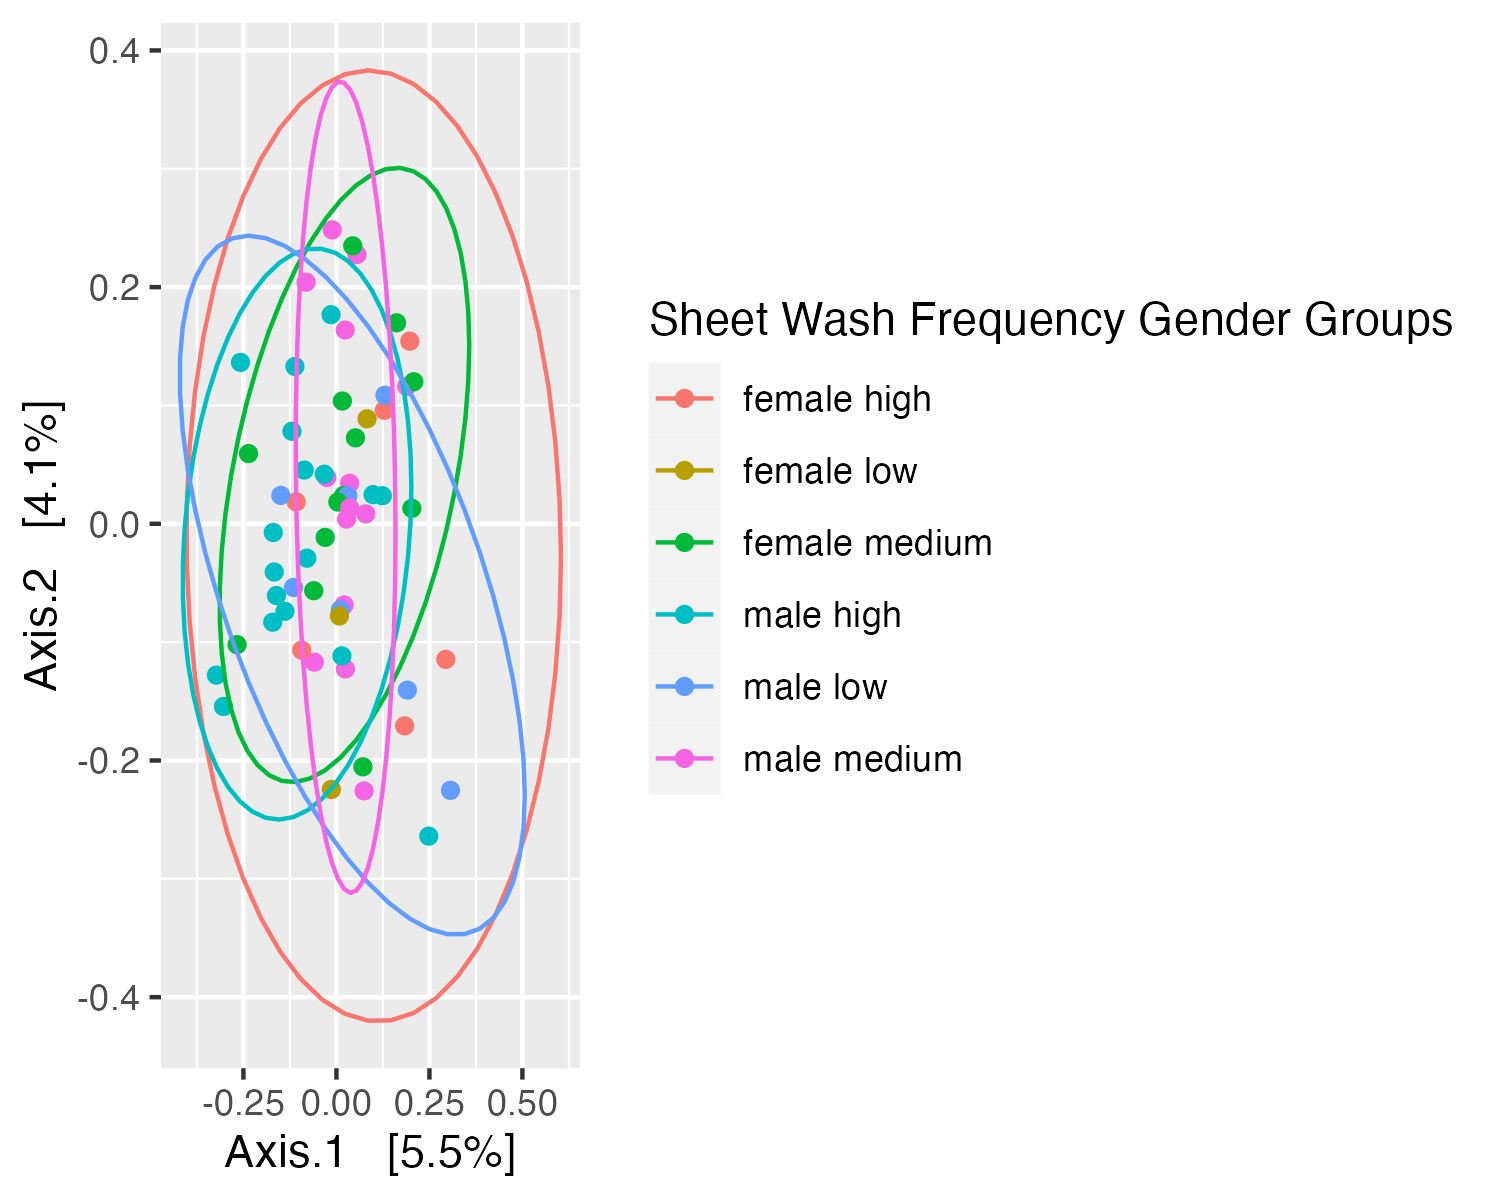 0.4
0.2
0.0
-0.2
-0.4
Axis.2 [4.1%]
-0.25 0.00 0.25 0.50
Axis.1 [5.5%]
Sheet Wash Frequency Gender Groups
female high
female low
female medium
male high
male low
male medium